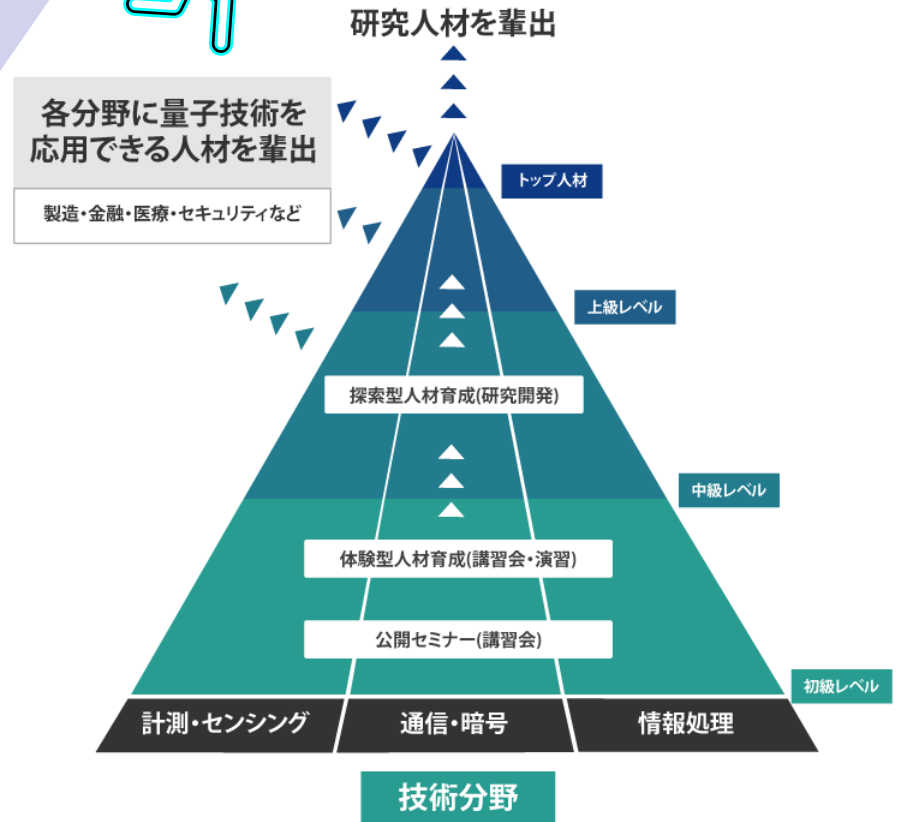 研究人材を輩出
各分野に量子技術を
応用できる人材を輩出
製造・金融・医療・セキュリティなど
トップ人材
上級レベル
探索型人材育成(研究開発)
中級レベル
体験型人材育成(講習会・演習)
公開セミナー(講習会)
初級レベル
計測・センシング
通信・暗号
情報処理
技術分野